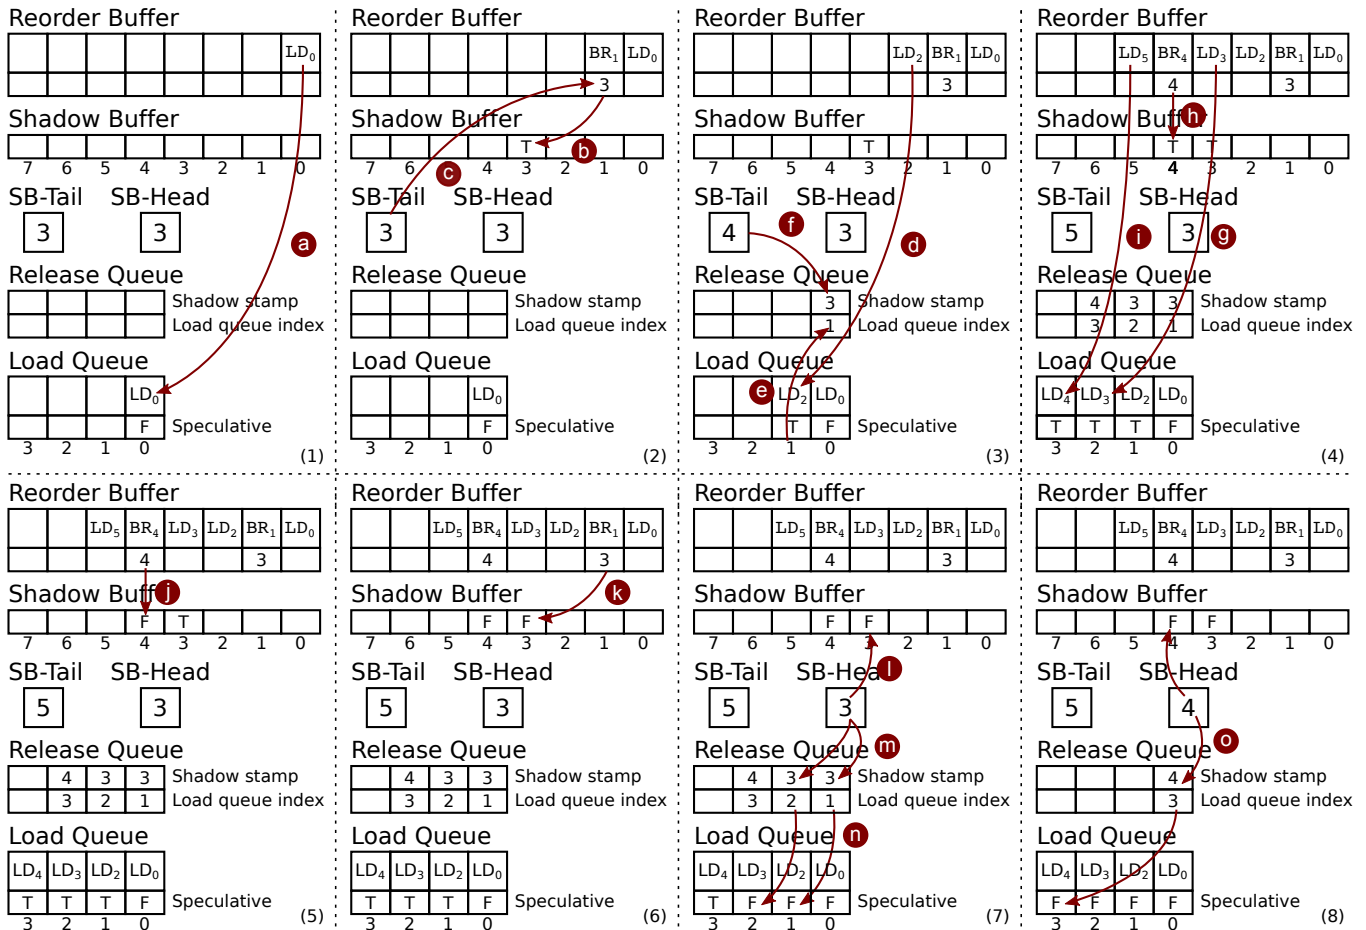 Reorder Buffer
LD₀
Shadow Buffer
7 6 5 4 3 2 1 0
SB-Tail SB-Head
3 3
a
Release Queue
Shadow stamp
Load queue index
Load Queue
LD₀
F Speculative
3 2 1 0
(1)
Reorder Buffer
BR₁ LD₀
3
Shadow Buffer
T
b
7 6 5 4 3 2 1 0
c
SB-Tail SB-Head
3 3
Release Queue
Shadow stamp
Load queue index
Load Queue
LD₀
F Speculative
3 2 1 0
(2)
Reorder Buffer
LD₂ BR₁ LD₀
3
Shadow Buffer
T
7 6 5 4 3 2 1 0
SB-Tail SB-Head
4 3
f d
Release Queue
3 Shadow stamp
1 Load queue index
Load Queue
e
LD₂ LD₀
T F Speculative
3 2 1 0
(3)
Reorder Buffer
LD₅ BR₄ LD₃ LD₂ BR₁ LD₀
4 3
h
Shadow Buffer
T T
7 6 5 4 3 2 1 0
SB-Tail SB-Head
5 3
i g
Release Queue
4 3 3 Shadow stamp
3 2 1 Load queue index
Load Queue
LD₄ LD₃ LD₂ LD₀
T T T F Speculative
3 2 1 0
(4)
Reorder Buffer
LD₅ BR₄ LD₃ LD₂ BR₁ LD₀
4 3
j
Shadow Buffer
F T
7 6 5 4 3 2 1 0
SB-Tail SB-Head
5 3
Release Queue
4 3 3 Shadow stamp
3 2 1 Load queue index
Load Queue
LD₄ LD₃ LD₂ LD₀
T T T F Speculative
3 2 1 0
(5)
Reorder Buffer
LD₅ BR₄ LD₃ LD₂ BR₁ LD₀
4 3
k
Shadow Buffer
F F
7 6 5 4 3 2 1 0
SB-Tail SB-Head
5 3
Release Queue
4 3 3 Shadow stamp
3 2 1 Load queue index
Load Queue
LD₄ LD₃ LD₂ LD₀
T T T F Speculative
3 2 1 0
(6)
Reorder Buffer
LD₅ BR₄ LD₃ LD₂ BR₁ LD₀
4 3
Shadow Buffer
F F
7 6 5 4 3 2 1 0
SB-Tail SB-Head
l
5 3
m
Release Queue
4 3 3 Shadow stamp
3 2 1 Load queue index
Load Queue
n
LD₄ LD₃ LD₂ LD₀
T F F F Speculative
3 2 1 0
(7)
Reorder Buffer
LD₅ BR₄ LD₃ LD₂ BR₁ LD₀
4 3
Shadow Buffer
F F
7 6 5 4 3 2 1 0
SB-Tail SB-Head
5 4
o
Release Queue
4 Shadow stamp
3 Load queue index
Load Queue
LD₄ LD₃ LD₂ LD₀
F F F F Speculative
3 2 1 0
(8)